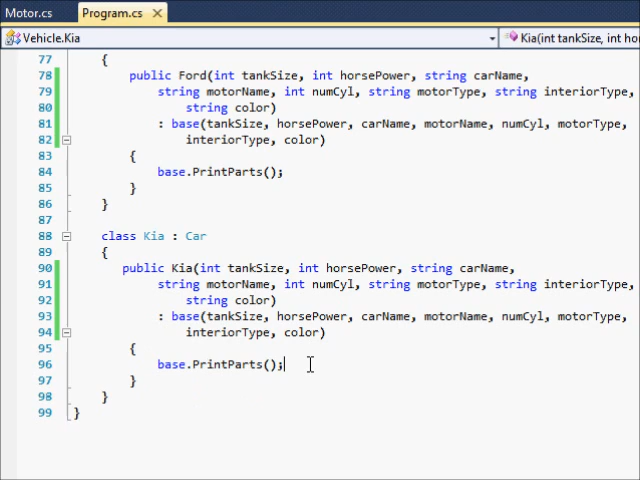 Motor.cs Program.cs
Vehicle.Kia Kia(int tankSize, int ho
77 {
78 public Ford(int tankSize, int horsePower, string carName,
79 string motorName, int numCyl, string motorType, string interiorType,
80 string color)
81 : base(tankSize, horsePower, carName, motorName, numCyl, motorType,
82 interiorType, color)
83 {
84 base.PrintParts();
85 }
86 }
87
88 class Kia : Car
89 {
90 public Kia(int tankSize, int horsePower, string carName,
91 string motorName, int numCyl, string motorType, string interiorType,
92 string color)
93 : base(tankSize, horsePower, carName, motorName, numCyl, motorType,
94 interiorType, color)
95 {
96 base.PrintParts();
97 }
98 }
99 }